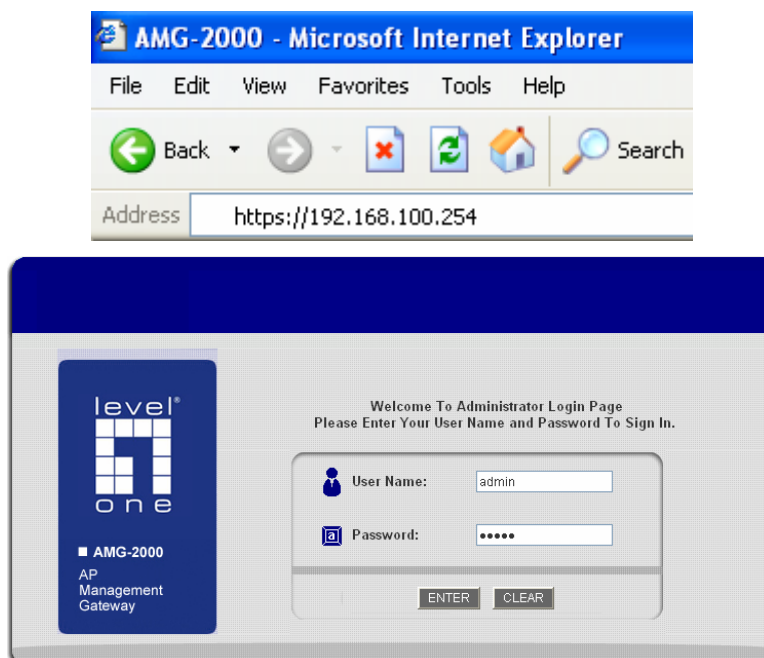 AMG-2000 - Microsoft Internet Explorer
File Edit View Favorites Tools Help
Back Search
Address https://192.168.100.254
level®
one
AMG-2000
AP
Management
Gateway
Welcome To Administrator Login Page
Please Enter Your User Name and Password To Sign In.
User Name: admin
a Password: •••••
ENTER CLEAR